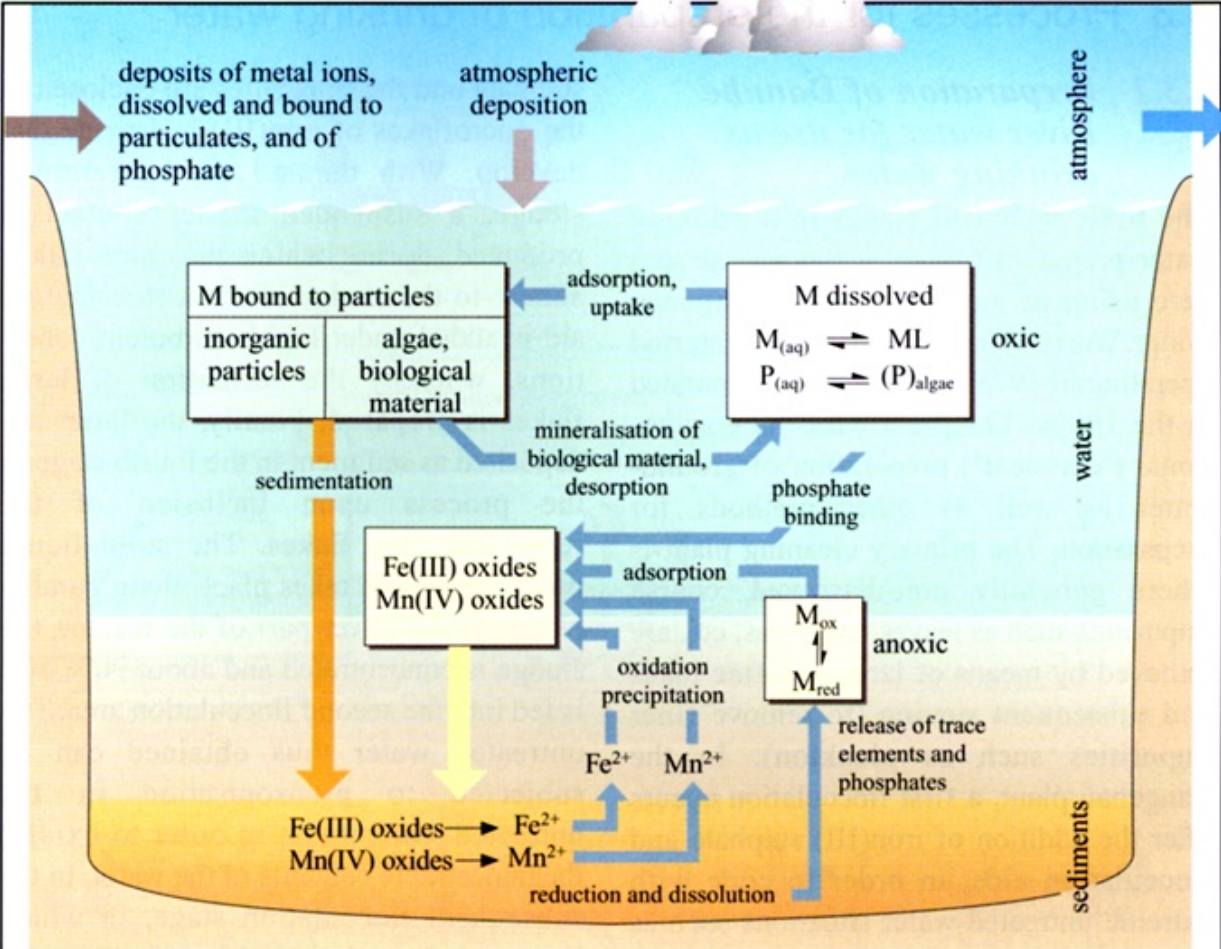 deposits of metal ions,
dissolved and bound to
particulates, and of
phosphate
atmospheric
deposition
atmosphere
M bound to particles
inorganic
particles
algae,
biological
material
adsorption,
uptake
M dissolved
M(aq) ⇌ ML
P(aq) ⇌ (P)algae
oxic
water
mineralisation of
biological material,
desorption
sedimentation
phosphate
binding
Fe(III) oxides
Mn(IV) oxides
adsorption
Mox
Mred
anoxic
oxidation
precipitation
release of trace
elements and
phosphates
Fe2+ Mn2+
Fe(III) oxides → Fe2+
Mn(IV) oxides → Mn2+
reduction and dissolution
sediments